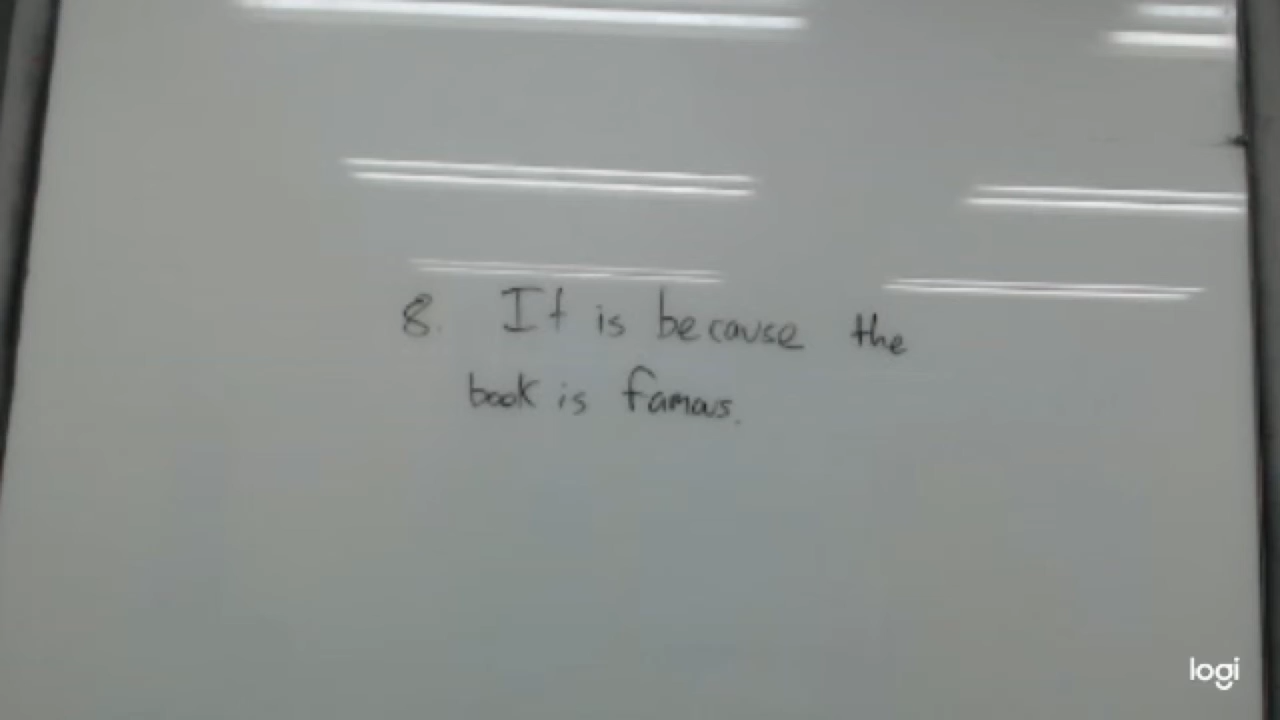 8. It is because the
book is famous.
logi